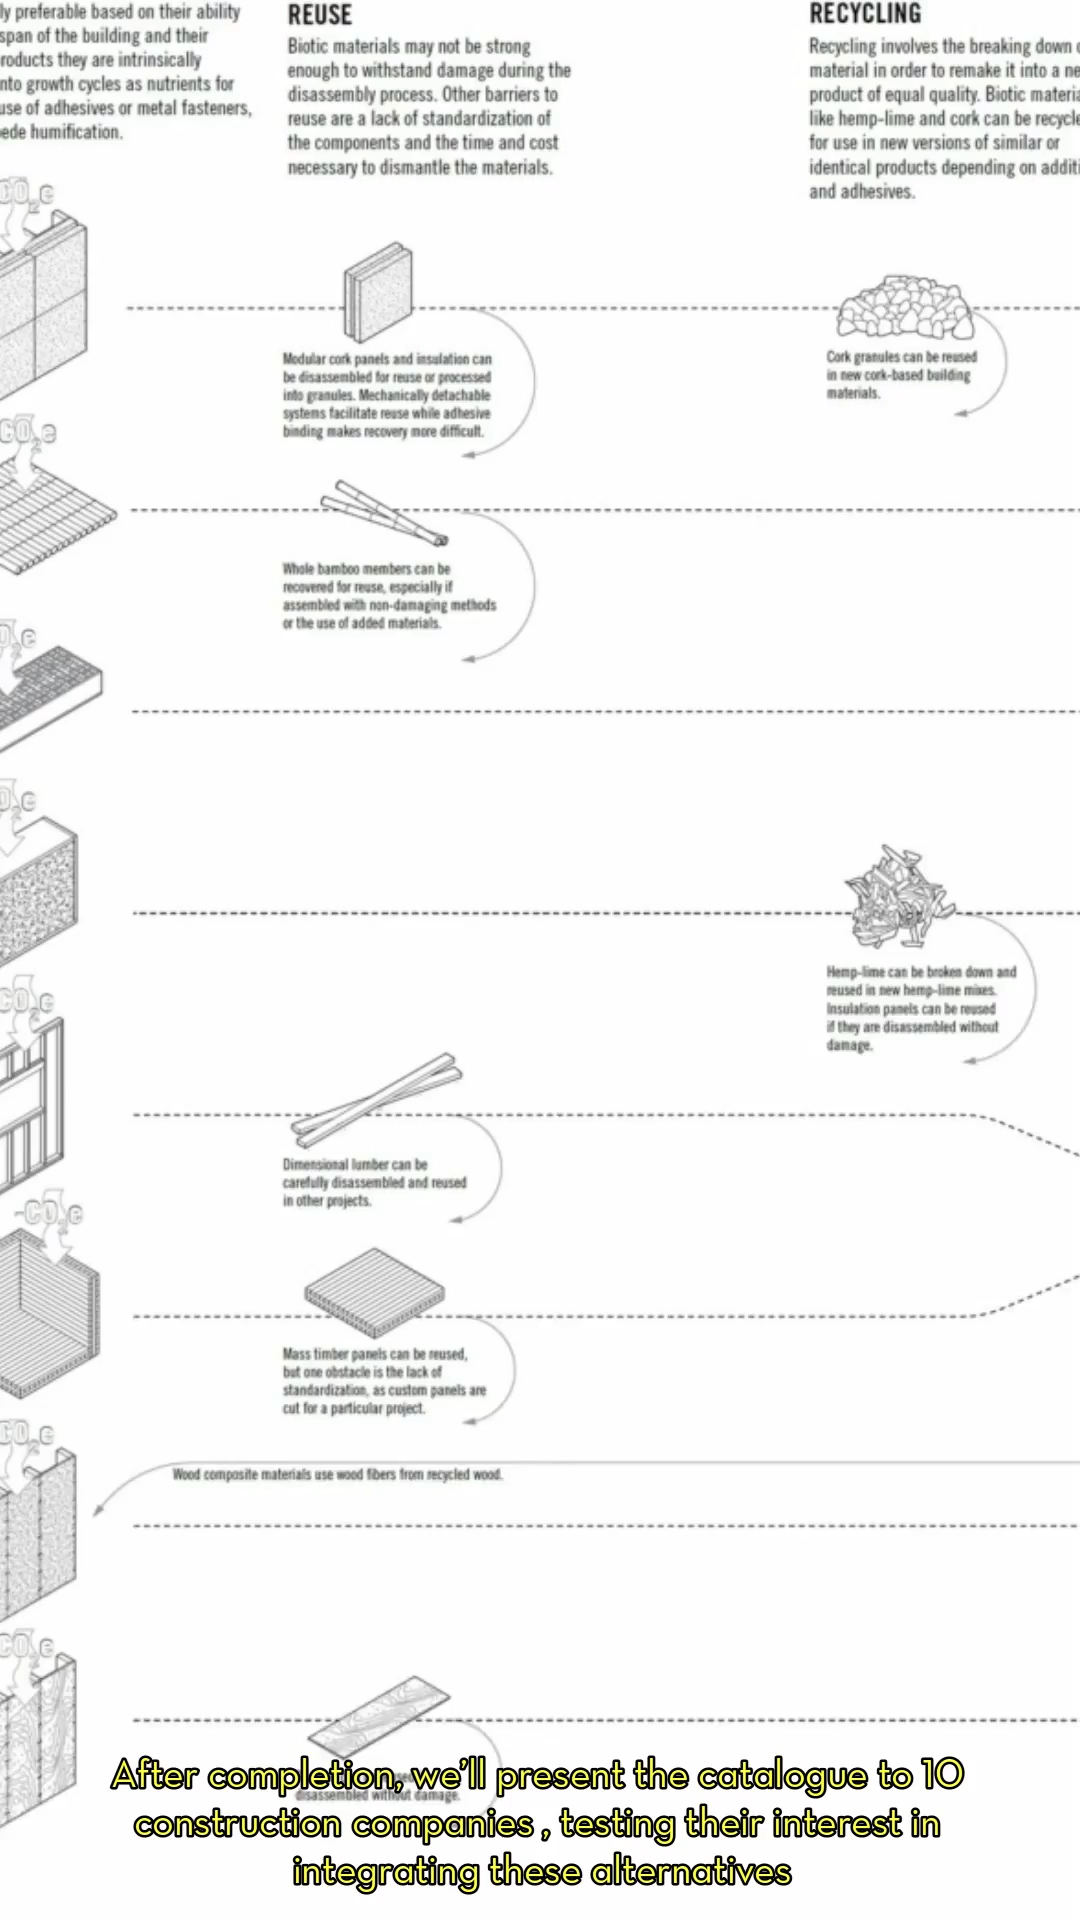 ly preferable based on their ability
span of the building and their
roducts they are intrinsically
nto growth cycles as nutrients for
use of adhesives or metal fasteners,
ede humification.
REUSE
Biotic materials may not be strong
enough to withstand damage during the
disassembly process. Other barriers to
reuse are a lack of standardization of
the components and the time and cost
necessary to dismantle the materials.
RECYCLING
Recycling involves the breaking down o
material in order to remake it into a ne
product of equal quality. Biotic materia
like hemp-lime and cork can be recycle
for use in new versions of similar or
identical products depending on additi
and adhesives.
CO2e
Modular cork panels and insulation can
be disassembled for reuse or processed
into granules. Mechanically detachable
systems facilitate reuse while adhesive
binding makes recovery more difficult.
Cork granules can be reused
in new cork-based building
materials.
CO2e
Whole bamboo members can be
recovered for reuse, especially if
assembled with non-damaging methods
or the use of added materials.
O2e
O2e
Hemp-lime can be broken down and
reused in new hemp-lime mixes.
Insulation panels can be reused
if they are disassembled without
damage.
CO2e
Dimensional lumber can be
carefully disassembled and reused
in other projects.
-CO2e
Mass timber panels can be reused,
but one obstacle is the lack of
standardization, as custom panels are
cut for a particular project.
CO2e
Wood composite materials use wood fibers from recycled wood.
CO2e
disassembled without damage.
After completion, we'll present the catalogue to 10
construction companies , testing their interest in
integrating these alternatives